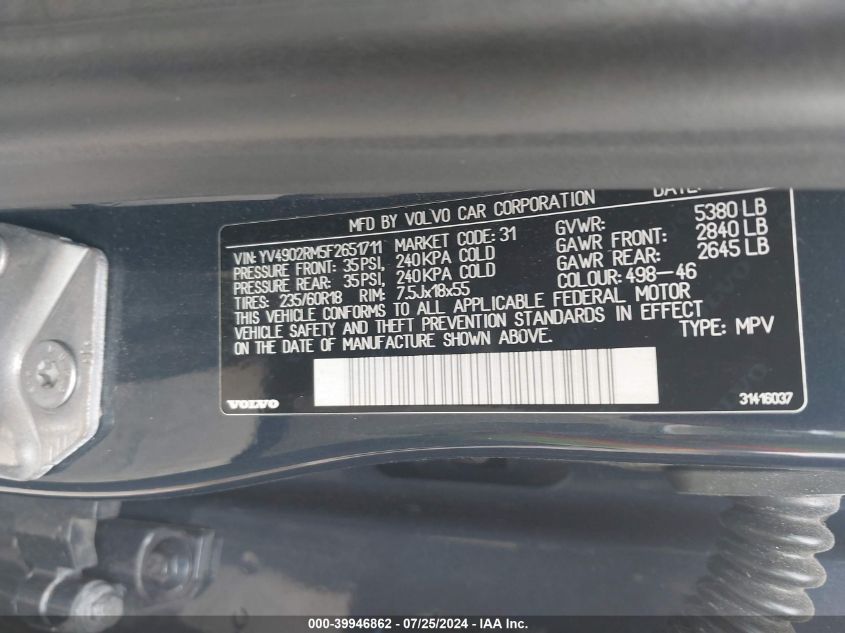 MFD BY VOLVO CAR CORPORATION
VIN: YV4902RM5F2651711 MARKET CODE: 31 GVWR: 5380 LB
PRESSURE FRONT: 35PSI, 240KPA COLD GAWR FRONT: 2840 LB
PRESSURE REAR: 35PSI, 240KPA COLD GAWR REAR: 2645 LB
TIRES: 235/60R18 RIM: 7.5Jx18x55 COLOUR: 498-46
THIS VEHICLE CONFORMS TO ALL APPLICABLE FEDERAL MOTOR
VEHICLE SAFETY AND THEFT PREVENTION STANDARDS IN EFFECT
ON THE DATE OF MANUFACTURE SHOWN ABOVE. TYPE: MPV
VOLVO 31416037
000-39946862 - 07/25/2024 - IAA Inc.